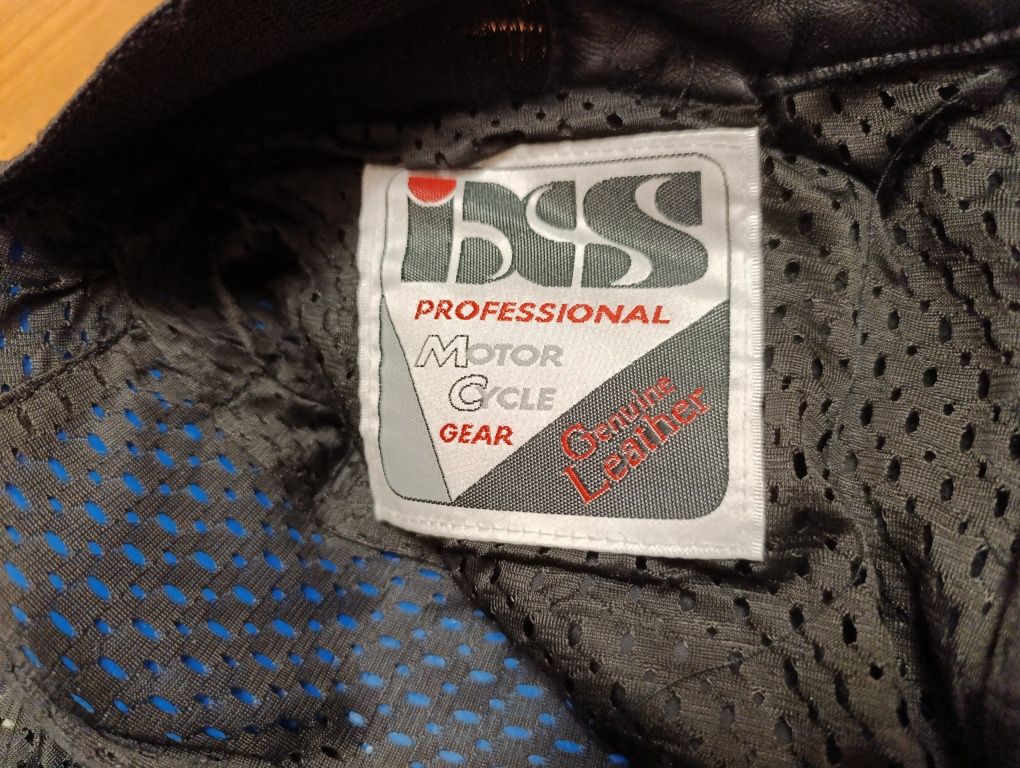 iXS
PROFESSIONAL
MOTOR
CYCLE
GEAR
Genuine
Leather